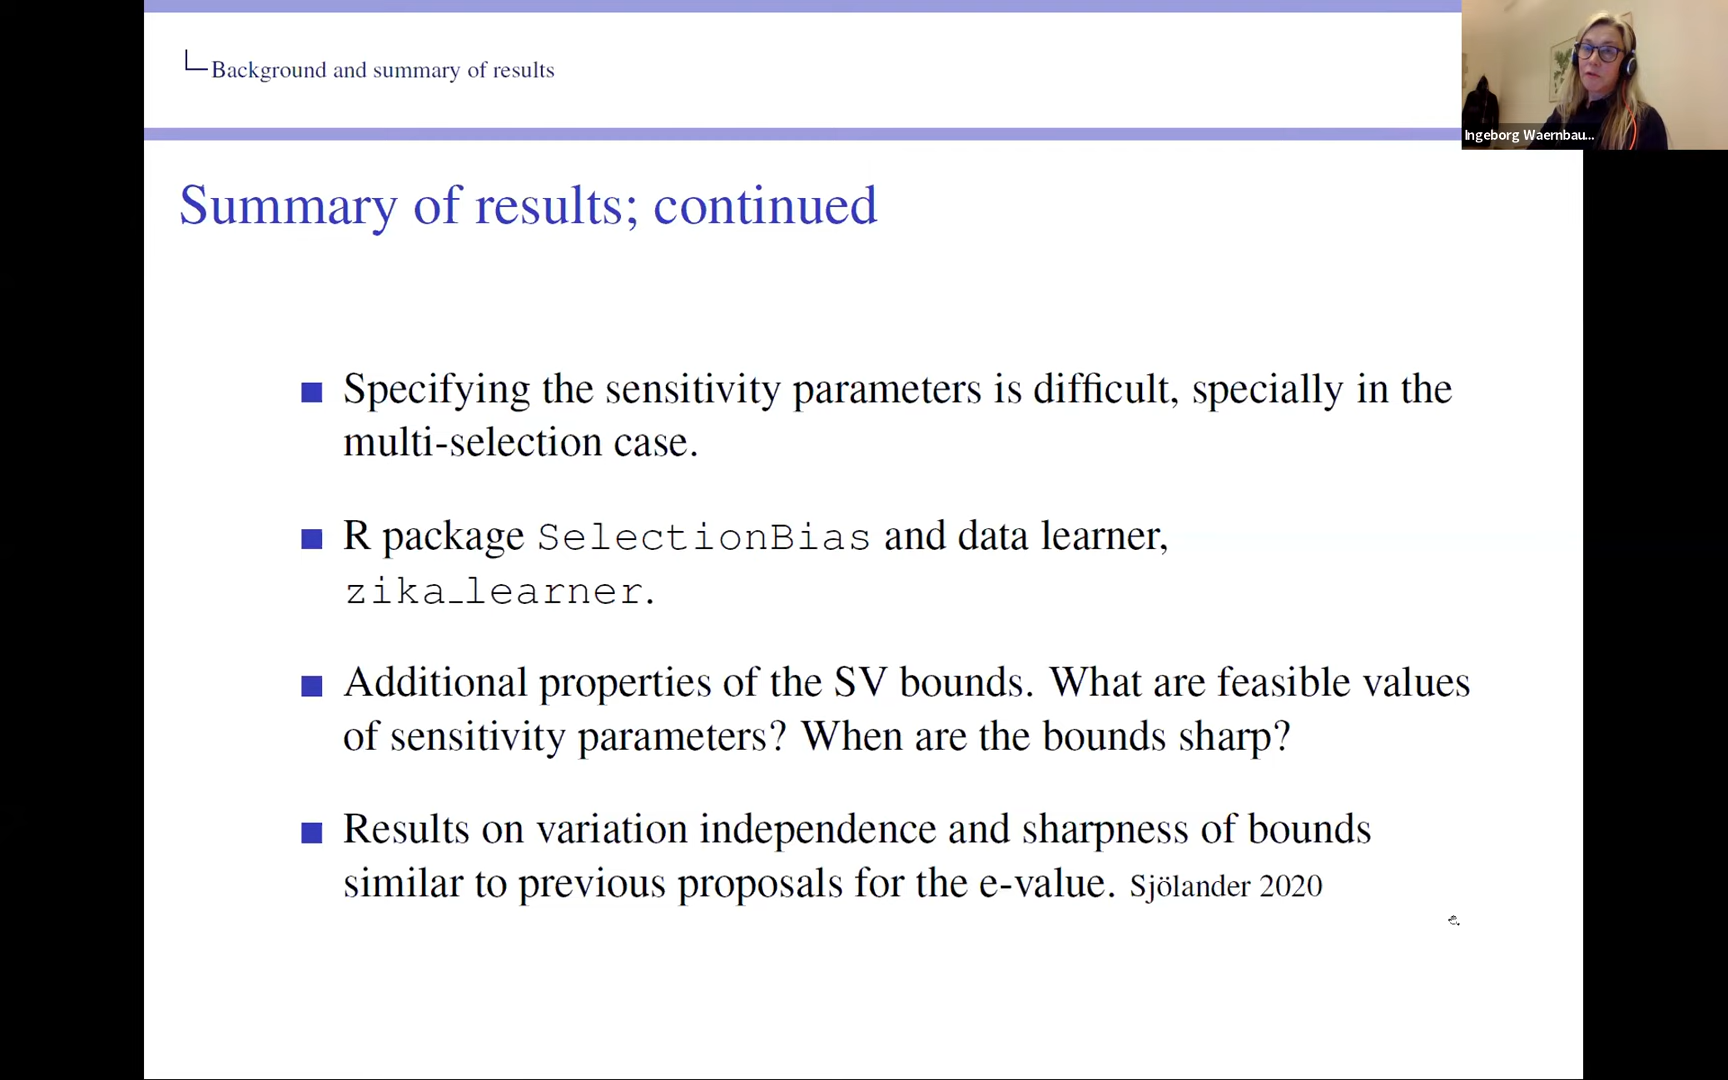 Background and summary of results
Ingeborg Waernbau...
Summary of results; continued
Specifying the sensitivity parameters is difficult, specially in the
multi-selection case.
R package SelectionBias and data learner,
zika_learner.
Additional properties of the SV bounds. What are feasible values
of sensitivity parameters? When are the bounds sharp?
Results on variation independence and sharpness of bounds
similar to previous proposals for the e-value. Sjölander 2020